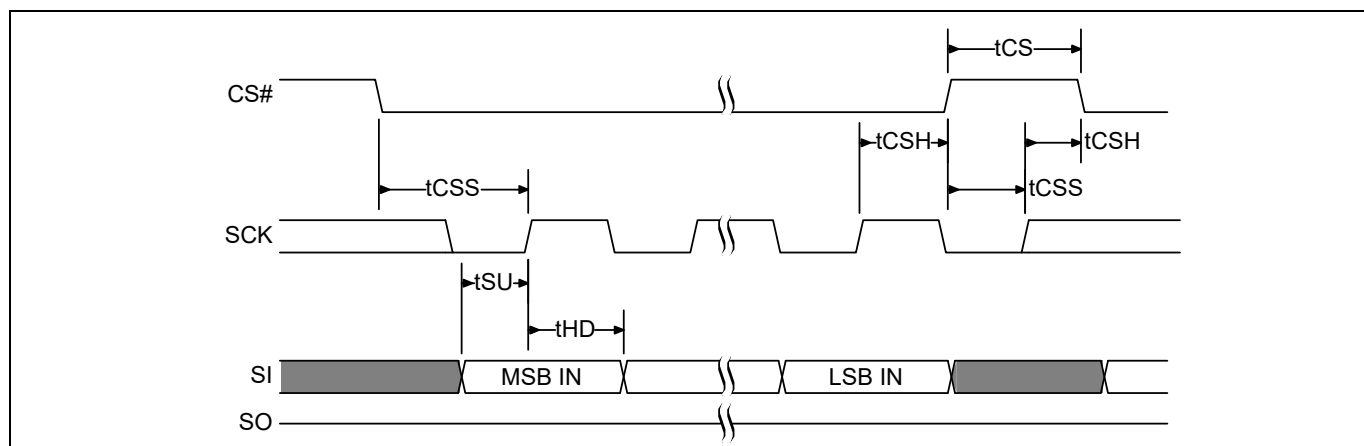 tCS
CS#
tCSH
tCSH
tCSS
tCSS
SCK
tSU
tHD
SI
MSB IN
LSB IN
SO